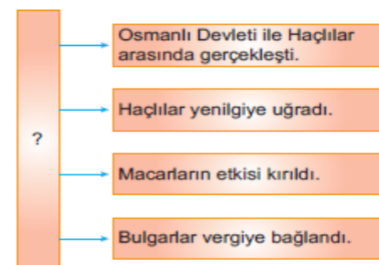 Osmanlı Devleti ile Haçlılar
arasında gerçekleşti.
Haçlılar yenilgiye uğradı.
?
Macarların etkisi kırıldı.
Bulgarlar vergiye bağlandı.